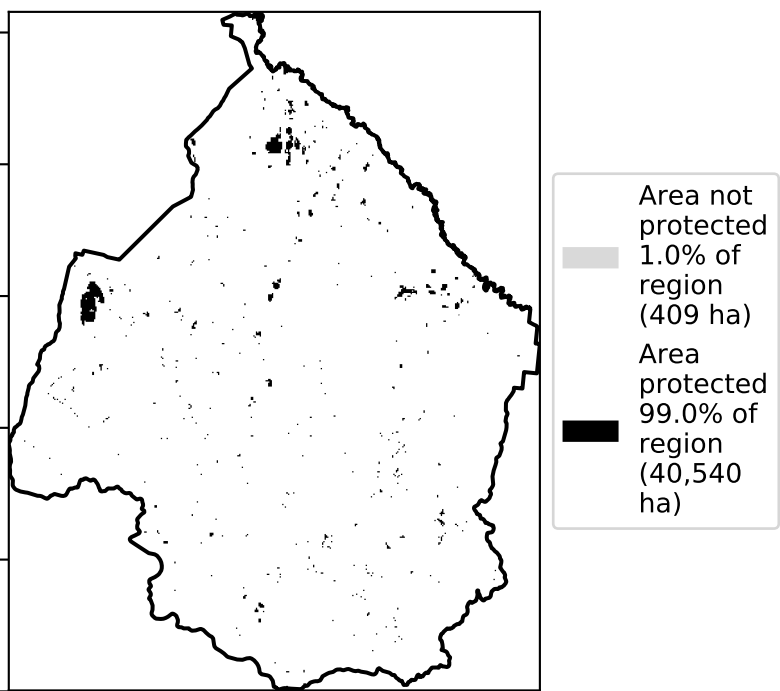 Area not
protected
1.0% of
region
(409 ha)
Area
protected
99.0% of
region
(40,540
ha)